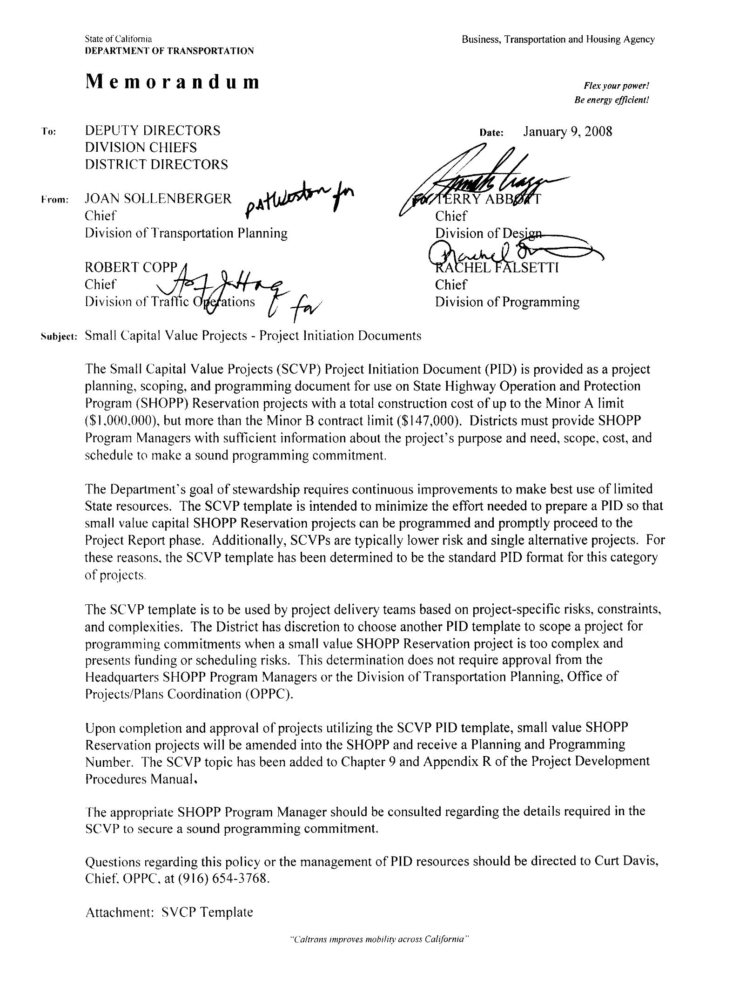 State of California
DEPARTMENT OF TRANSPORTATION
Business, Transportation and Housing Agency
Memorandum
Flex your power!
Be energy efficient!
To: DEPUTY DIRECTORS
DIVISION CHIEFS
DISTRICT DIRECTORS
Date: January 9, 2008
From: JOAN SOLLENBERGER
Pat Weston for
Chief
Division of Transportation Planning
For
TERRY ABBOTT
Chief
Division of Design
ROBERT COPP
Chief
Division of Traffic Operations
for
Rachel
RACHEL FALSETTI
Chief
Division of Programming
Subject: Small Capital Value Projects - Project Initiation Documents
The Small Capital Value Projects (SCVP) Project Initiation Document (PID) is provided as a project
planning, scoping, and programming document for use on State Highway Operation and Protection
Program (SHOPP) Reservation projects with a total construction cost of up to the Minor A limit
($1,000,000), but more than the Minor B contract limit ($147,000). Districts must provide SHOPP
Program Managers with sufficient information about the project's purpose and need, scope, cost, and
schedule to make a sound programming commitment.
The Department's goal of stewardship requires continuous improvements to make best use of limited
State resources. The SCVP template is intended to minimize the effort needed to prepare a PID so that
small value capital SHOPP Reservation projects can be programmed and promptly proceed to the
Project Report phase. Additionally, SCVPs are typically lower risk and single alternative projects. For
these reasons, the SCVP template has been determined to be the standard PID format for this category
of projects.
The SCVP template is to be used by project delivery teams based on project-specific risks, constraints,
and complexities. The District has discretion to choose another PID template to scope a project for
programming commitments when a small value SHOPP Reservation project is too complex and
presents funding or scheduling risks. This determination does not require approval from the
Headquarters SHOPP Program Managers or the Division of Transportation Planning, Office of
Projects/Plans Coordination (OPPC).
Upon completion and approval of projects utilizing the SCVP PID template, small value SHOPP
Reservation projects will be amended into the SHOPP and receive a Planning and Programming
Number. The SCVP topic has been added to Chapter 9 and Appendix R of the Project Development
Procedures Manual.
The appropriate SHOPP Program Manager should be consulted regarding the details required in the
SCVP to secure a sound programming commitment.
Questions regarding this policy or the management of PID resources should be directed to Curt Davis,
Chief, OPPC, at (916) 654-3768.
Attachment: SVCP Template
"Caltrans improves mobility across California"